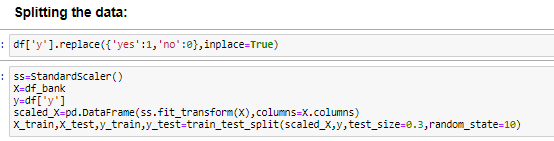 Splitting the data:
: df['y'].replace({'yes':1,'no':0},inplace=True)
: ss=StandardScaler()
X=df_bank
y=df['y']
scaled_X=pd.DataFrame(ss.fit_transform(X),columns=X.columns)
X_train,X_test,y_train,y_test=train_test_split(scaled_X,y,test_size=0.3,random_state=10)